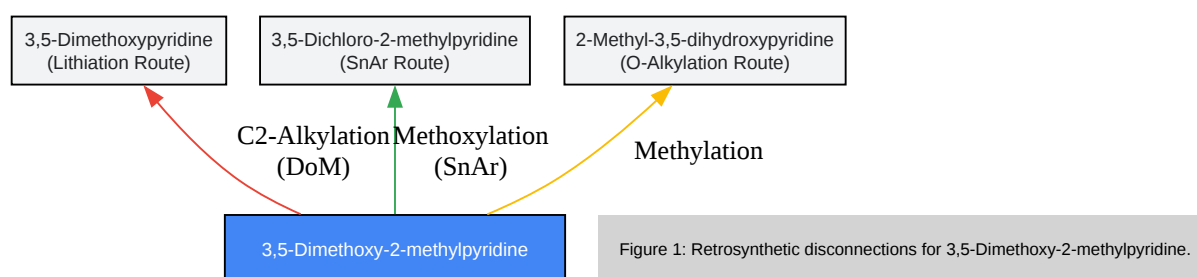 3,5-Dimethoxypyridine
(Lithiation Route)
3,5-Dichloro-2-methylpyridine
(SnAr Route)
2-Methyl-3,5-dihydroxypyridine
(O-Alkylation Route)
C2-Alkylation
(DoM)
Methoxylation
(SnAr)
Methylation
3,5-Dimethoxy-2-methylpyridine
Figure 1: Retrosynthetic disconnections for 3,5-Dimethoxy-2-methylpyridine.